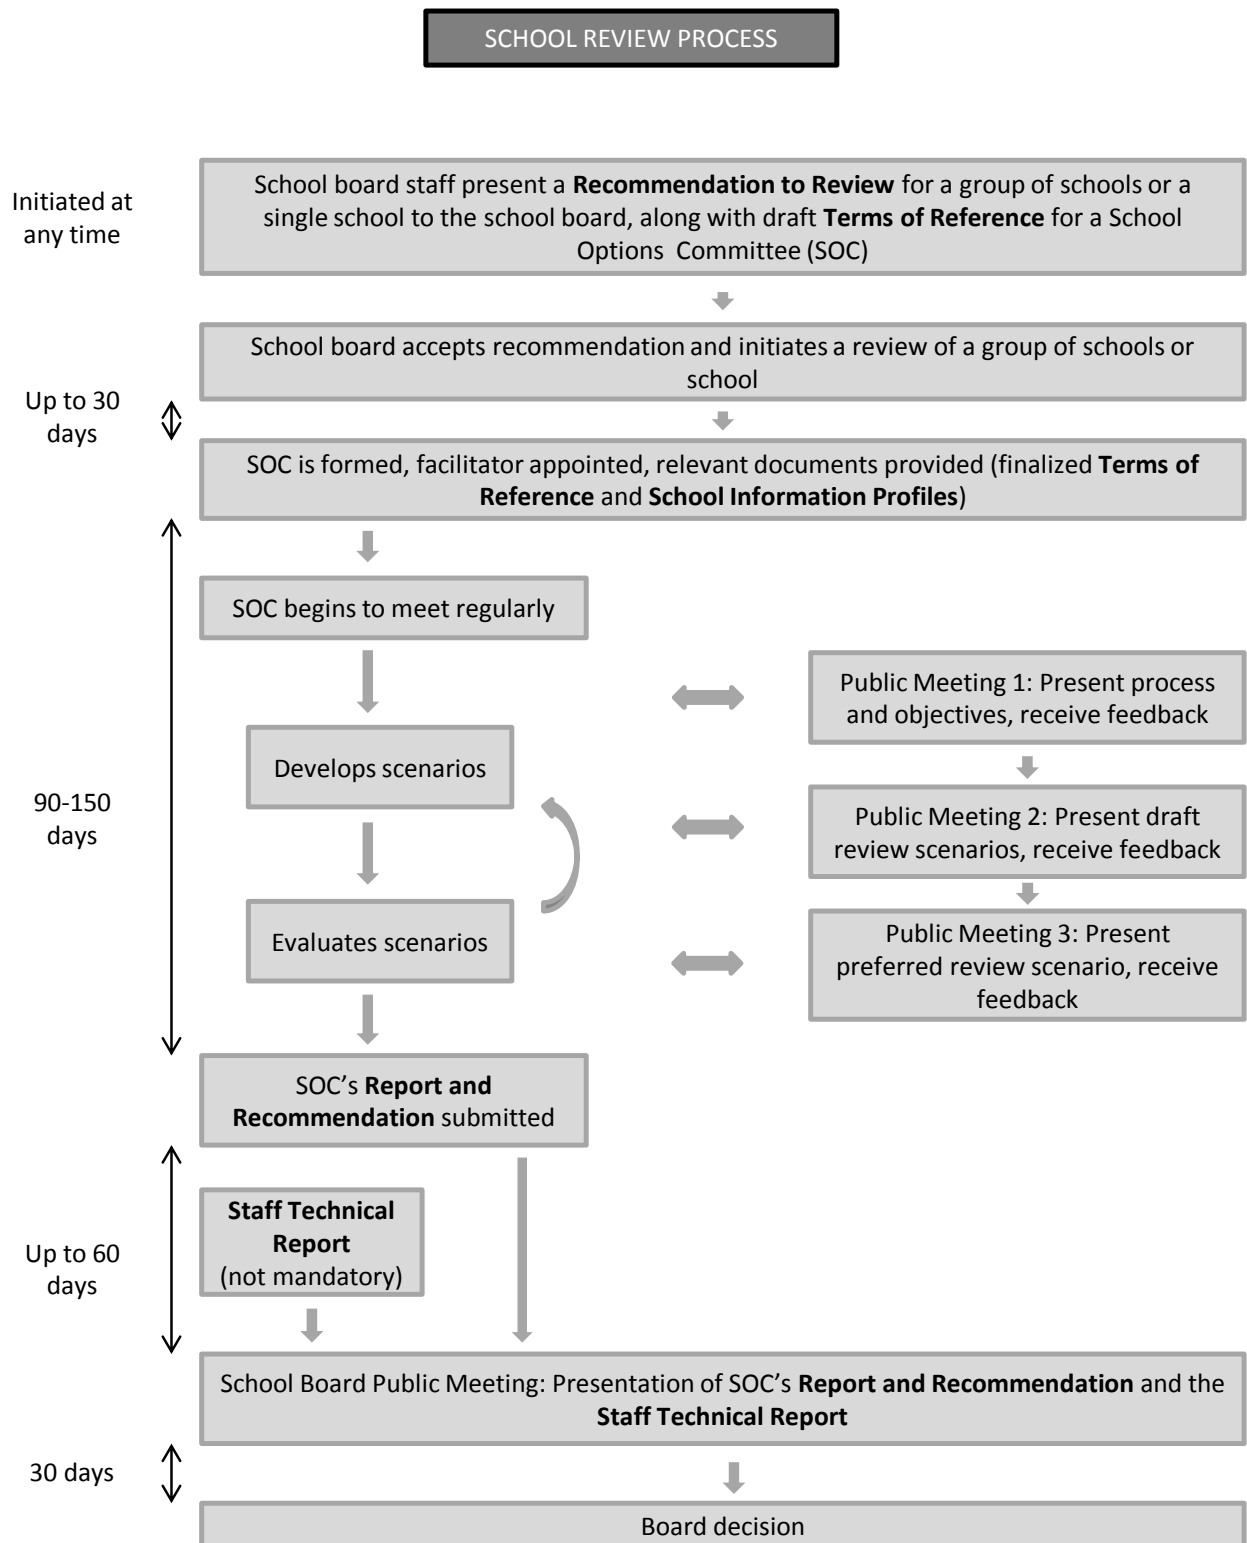 SCHOOL REVIEW PROCESS
Initiated at
any time
School board staff present a Recommendation to Review for a group of schools or a
single school to the school board, along with draft Terms of Reference for a School
Options Committee (SOC)
School board accepts recommendation and initiates a review of a group of schools or
school
Up to 30
days
SOC is formed, facilitator appointed, relevant documents provided (finalized Terms of
Reference and School Information Profiles)
SOC begins to meet regularly
Public Meeting 1: Present process
and objectives, receive feedback
Develops scenarios
90-150
days
Public Meeting 2: Present draft
review scenarios, receive feedback
Evaluates scenarios
Public Meeting 3: Present
preferred review scenario, receive
feedback
SOC's Report and
Recommendation submitted
Up to 60
days
Staff Technical
Report
(not mandatory)
School Board Public Meeting: Presentation of SOC's Report and Recommendation and the
Staff Technical Report
30 days
Board decision